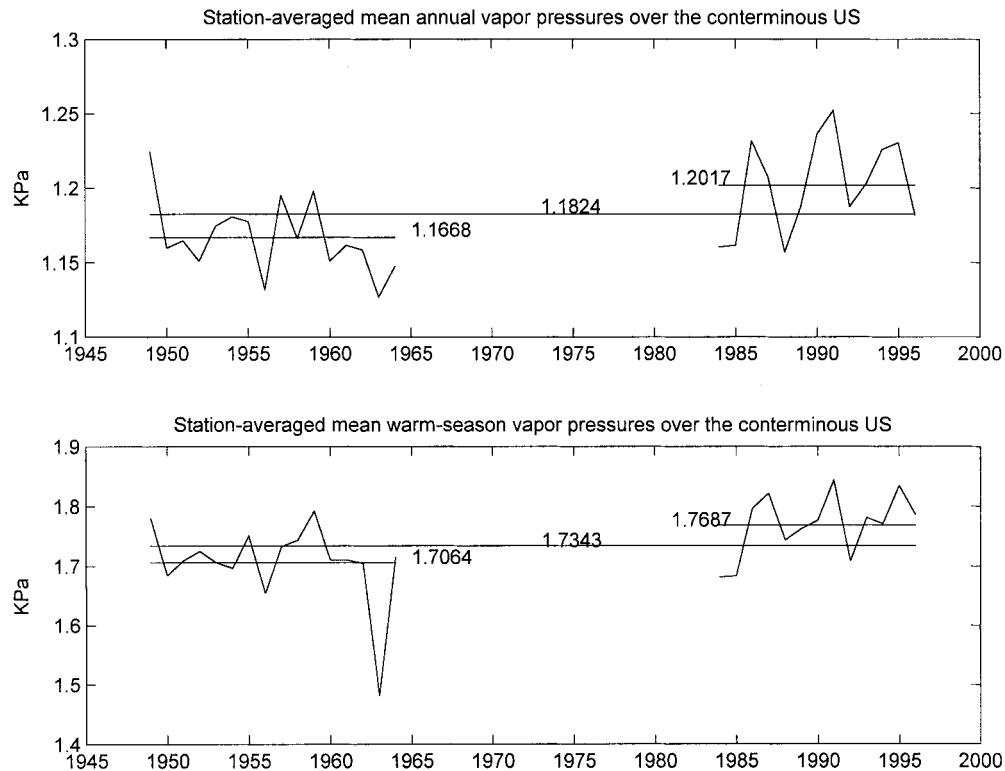 Station-averaged mean annual vapor pressures over the conterminous US
1.3
1.25
1.2
1.15
1.1
KPa
1.2017
1.1824
1.1668
1945 1950 1955 1960 1965 1970 1975 1980 1985 1990 1995 2000
Station-averaged mean warm-season vapor pressures over the conterminous US
1.9
1.8
1.7
1.6
1.5
1.4
KPa
1.7687
1.7343
1.7064
1945 1950 1955 1960 1965 1970 1975 1980 1985 1990 1995 2000